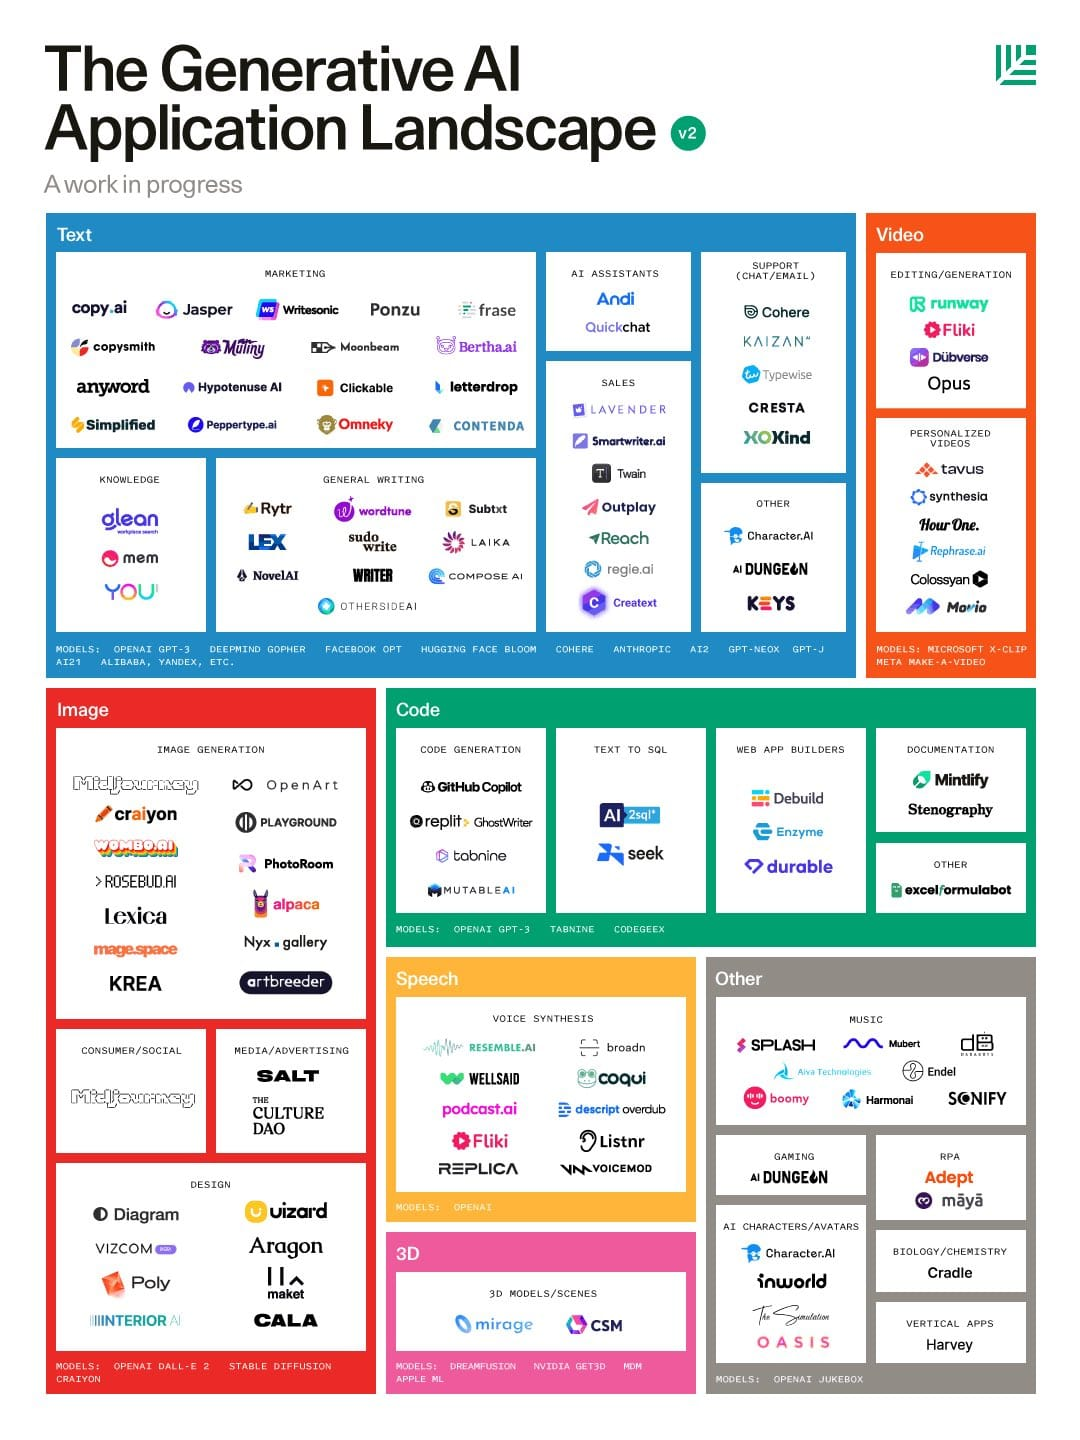 The Generative AI
Application Landscape v2
A work in progress
Text
MARKETING
copy.ai Jasper WS Writesonic Ponzu frase
copysmith Mutiny Moonbeam Bertha.ai
anyword Hypotenuse AI Clickable letterdrop
Simplified Peppertype.ai Omneky CONTENDA
KNOWLEDGE
glean
workplace search
mem
YOU
GENERAL WRITING
Rytr wordtune Subtxt
LEX sudo write LAIKA
NovelAI WRITER COMPOSE AI
OTHERSIDEAI
AI ASSISTANTS
Andi
Quickchat
SALES
LAVENDER
Smartwriter.ai
Twain
Outplay
Reach
regie.ai
C Creatext
SUPPORT
(CHAT/EMAIL)
Cohere
KAIZAN
Typewise
CRESTA
XOKind
OTHER
Character.AI
AI DUNGEON
KEYS
MODELS: OPENAI GPT-3 DEEPMIND GOPHER FACEBOOK OPT HUGGING FACE BLOOM COHERE ANTHROPIC AI2 GPT-NEOX GPT-J
AI21 ALIBABA, YANDEX, ETC.
Video
EDITING/GENERATION
runway
Fliki
Dübverse
Opus
PERSONALIZED
VIDEOS
tavus
synthesia
Hour One.
Rephrase.ai
Colossyan
Movio
MODELS: MICROSOFT X-CLIP
META MAKE-A-VIDEO
Image
IMAGE GENERATION
Midjourney OpenArt
craiyon PLAYGROUND
WOMBO.AI PhotoRoom
ROSEBUD.AI alpaca
Lexica Nyx.gallery
mage.space artbreeder
KREA
CONSUMER/SOCIAL
Midjourney
MEDIA/ADVERTISING
SALT
THE
CULTURE
DAO
DESIGN
Diagram uizard
VIZCOM Aragon
Poly maket
INTERIOR AI CALA
MODELS: OPENAI DALL-E 2 STABLE DIFFUSION
CRAIYON
Code
CODE GENERATION
GitHub Copilot
replit GhostWriter
tabnine
MUTABLEAI
TEXT TO SQL
AI 2sql
seek
WEB APP BUILDERS
Debuild
Enzyme
durable
DOCUMENTATION
Mintlify
Stenography
OTHER
excelformulabot
MODELS: OPENAI GPT-3 TABNINE CODEGEEX
Speech
VOICE SYNTHESIS
RESEMBLE.AI broadn
WELLSAID coqui
podcast.ai descript overdub
Fliki Listnr
REPLICA VOICEMOD
MODELS: OPENAI
3D
3D MODELS/SCENES
mirage CSM
MODELS: DREAMFUSION NVIDIA GET3D MDM
APPLE ML
Other
MUSIC
SPLASH Mubert dB
DADABOTS
Aiva Technologies Endel
boomy Harmonai SONIFY
GAMING
AI DUNGEON
RPA
Adept
māyā
AI CHARACTERS/AVATARS
Character.AI
inworld
The Simulation
OASIS
BIOLOGY/CHEMISTRY
Cradle
VERTICAL APPS
Harvey
MODELS: OPENAI JUKEBOX